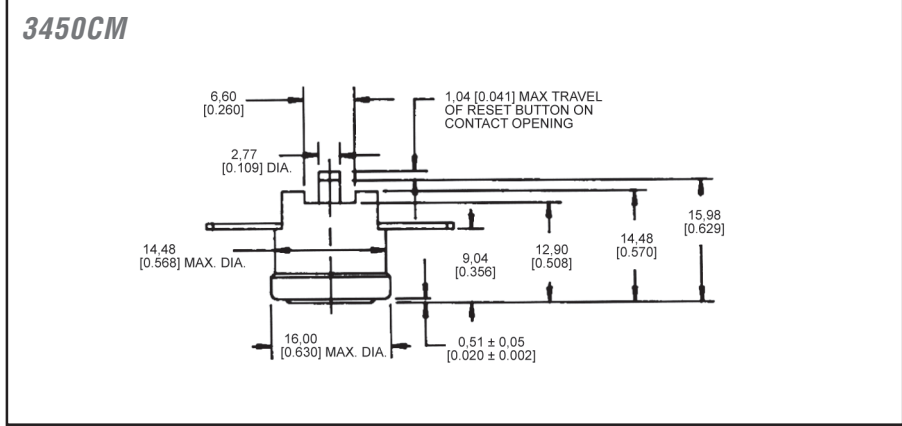 3450CM
6,60
[0.260]
1,04 [0.041] MAX TRAVEL
OF RESET BUTTON ON
CONTACT OPENING
2,77
[0.109] DIA.
15,98
[0.629]
14,48
[0.570]
12,90
[0.508]
9,04
[0.356]
14,48
[0.568] MAX. DIA.
16,00
[0.630] MAX. DIA.
0,51 ± 0,05
[0.020 ± 0.002]